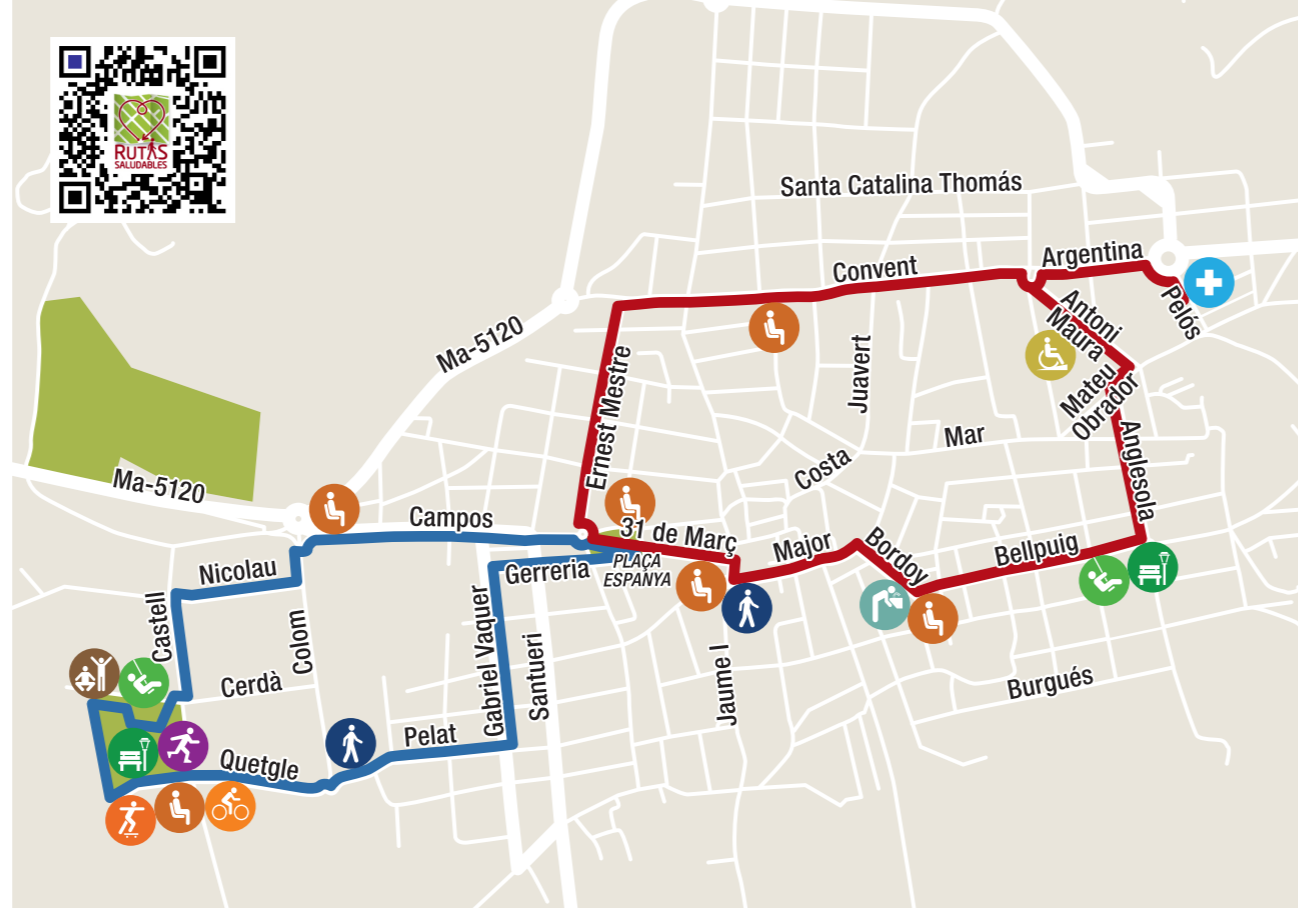 RUTAS
SALUDABLES
Santa Catalina Thomás
Argentina
Convent
Pelós
Antoni
Maura
Ma-5120
Juavert
Mateu
Obrador
Ernest Mestre
Mar
Anglesola
Costa
Ma-5120
Campos
31 de Març
Major
Bordoy
Bellpuig
Nicolau
Gerreria
PLAÇA
ESPANYA
Castell
Colom
Gabriel Vaquer
Santueri
Jaume I
Cerdà
Burgués
Pelat
Quetgle